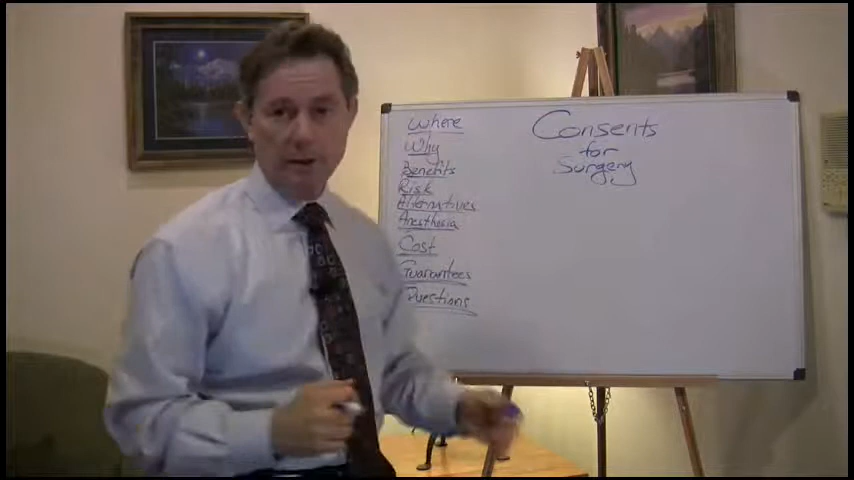 Where
Why
Benefits
Risk
Alternatives
Anesthesia
Cost
Guarantees
Questions
Consents
for
Surgery